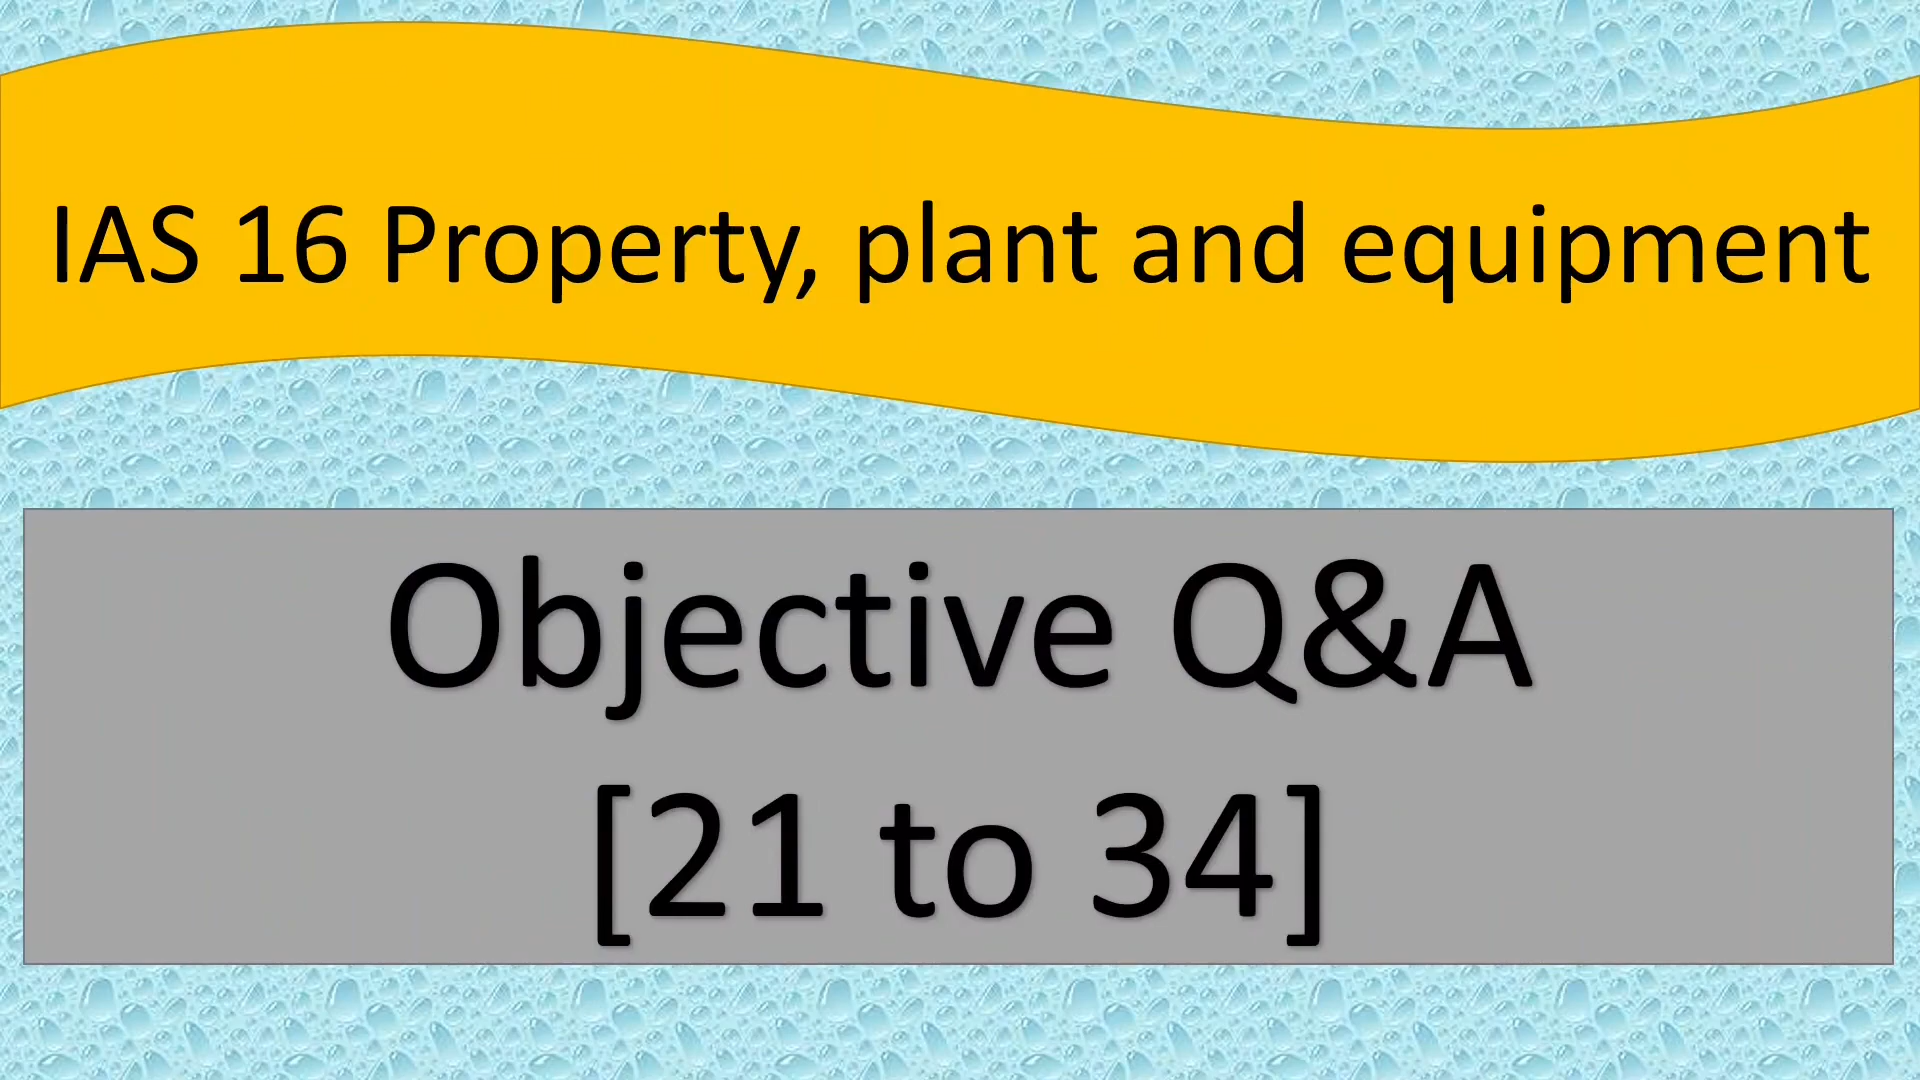 IAS 16 Property, plant and equipment
Objective Q&A
[21 to 34]